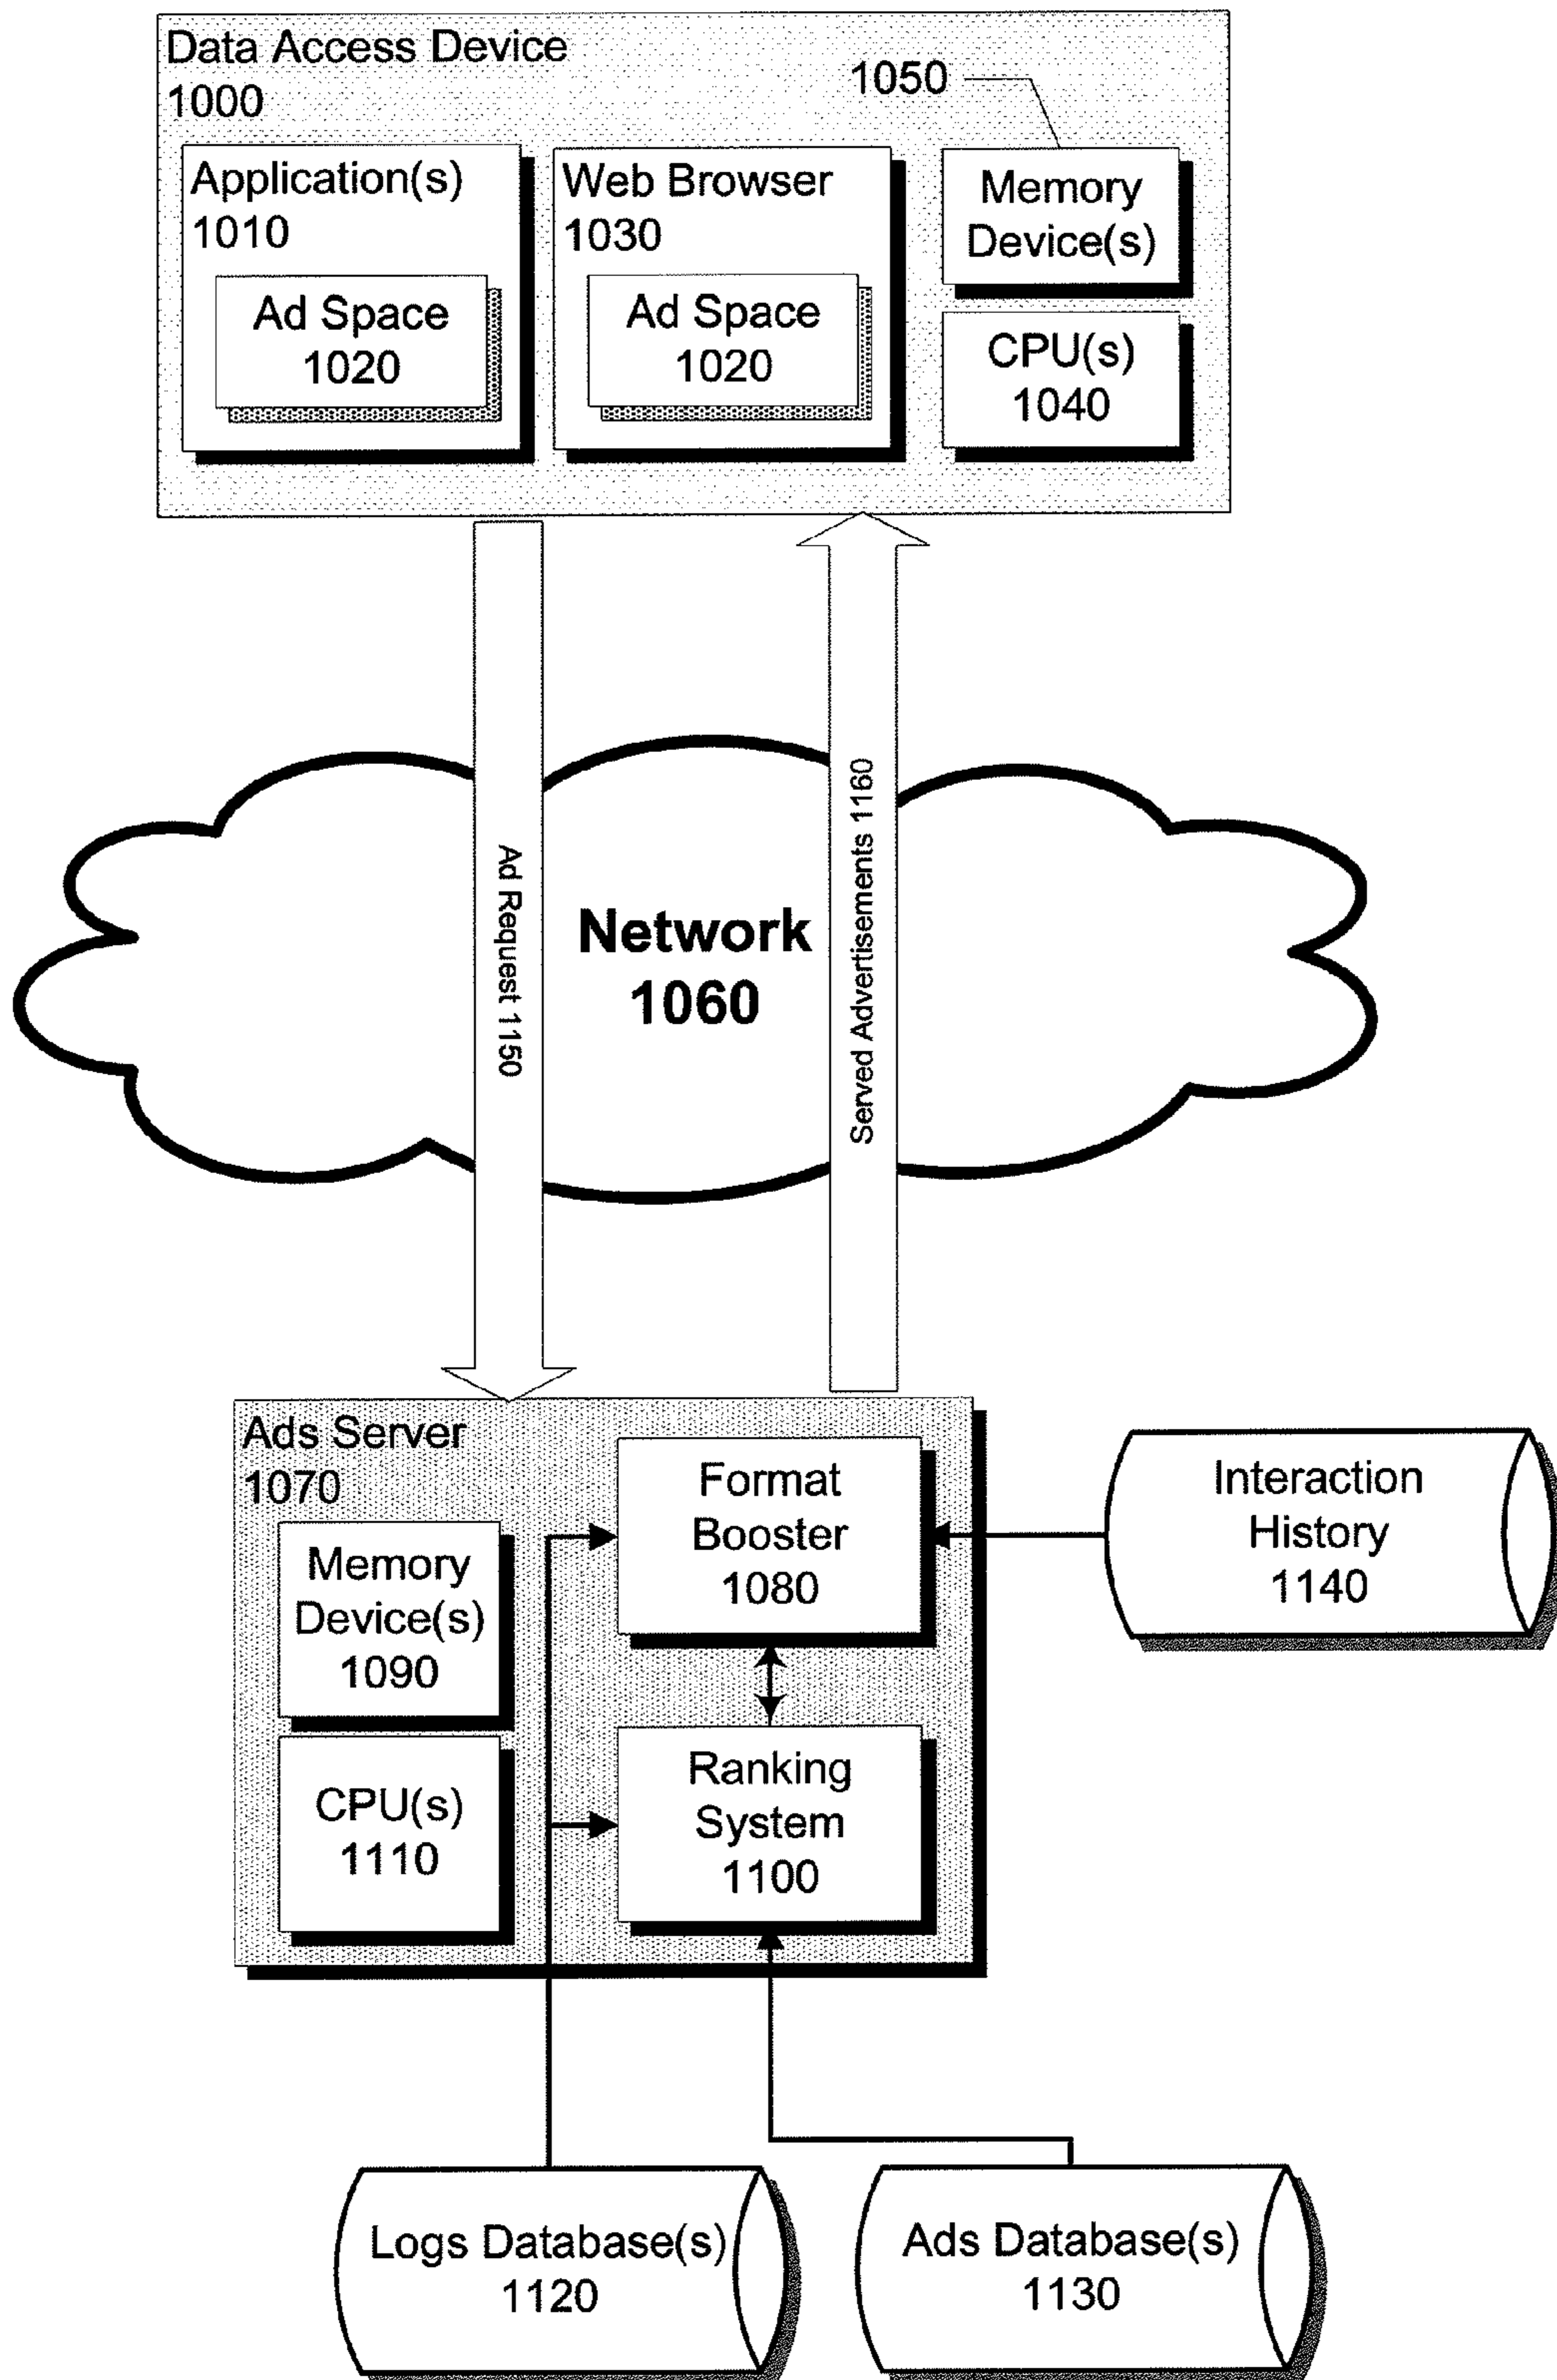 Data Access Device
1000
1050
Application(s)
1010
Ad Space
1020
Web Browser
1030
Ad Space
1020
Memory
Device(s)
CPU(s)
1040
Ad Request 1150
Network
1060
Served Advertisements 1160
Ads Server
1070
Memory
Device(s)
1090
CPU(s)
1110
Format
Booster
1080
Ranking
System
1100
Interaction
History
1140
Logs Database(s)
1120
Ads Database(s)
1130